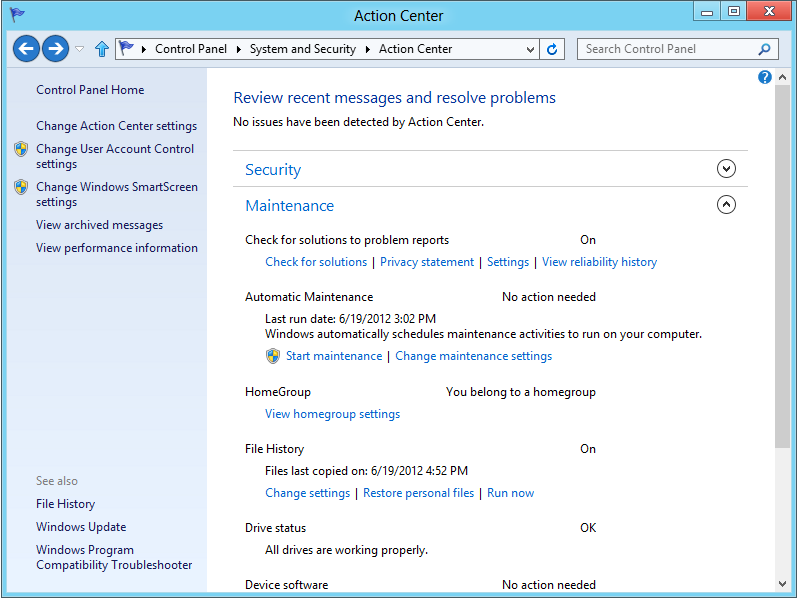 Action Center
Control Panel System and Security Action Center
Search Control Panel
Control Panel Home
Change Action Center settings
Change User Account Control
settings
Change Windows SmartScreen
settings
View archived messages
View performance information
See also
File History
Windows Update
Windows Program
Compatibility Troubleshooter
?
Review recent messages and resolve problems
No issues have been detected by Action Center.
Security
Maintenance
Check for solutions to problem reports On
Check for solutions | Privacy statement | Settings | View reliability history
Automatic Maintenance No action needed
Last run date: 6/19/2012 3:02 PM
Windows automatically schedules maintenance activities to run on your computer.
Start maintenance | Change maintenance settings
HomeGroup You belong to a homegroup
View homegroup settings
File History On
Files last copied on: 6/19/2012 4:52 PM
Change settings | Restore personal files | Run now
Drive status OK
All drives are working properly.
Device software No action needed